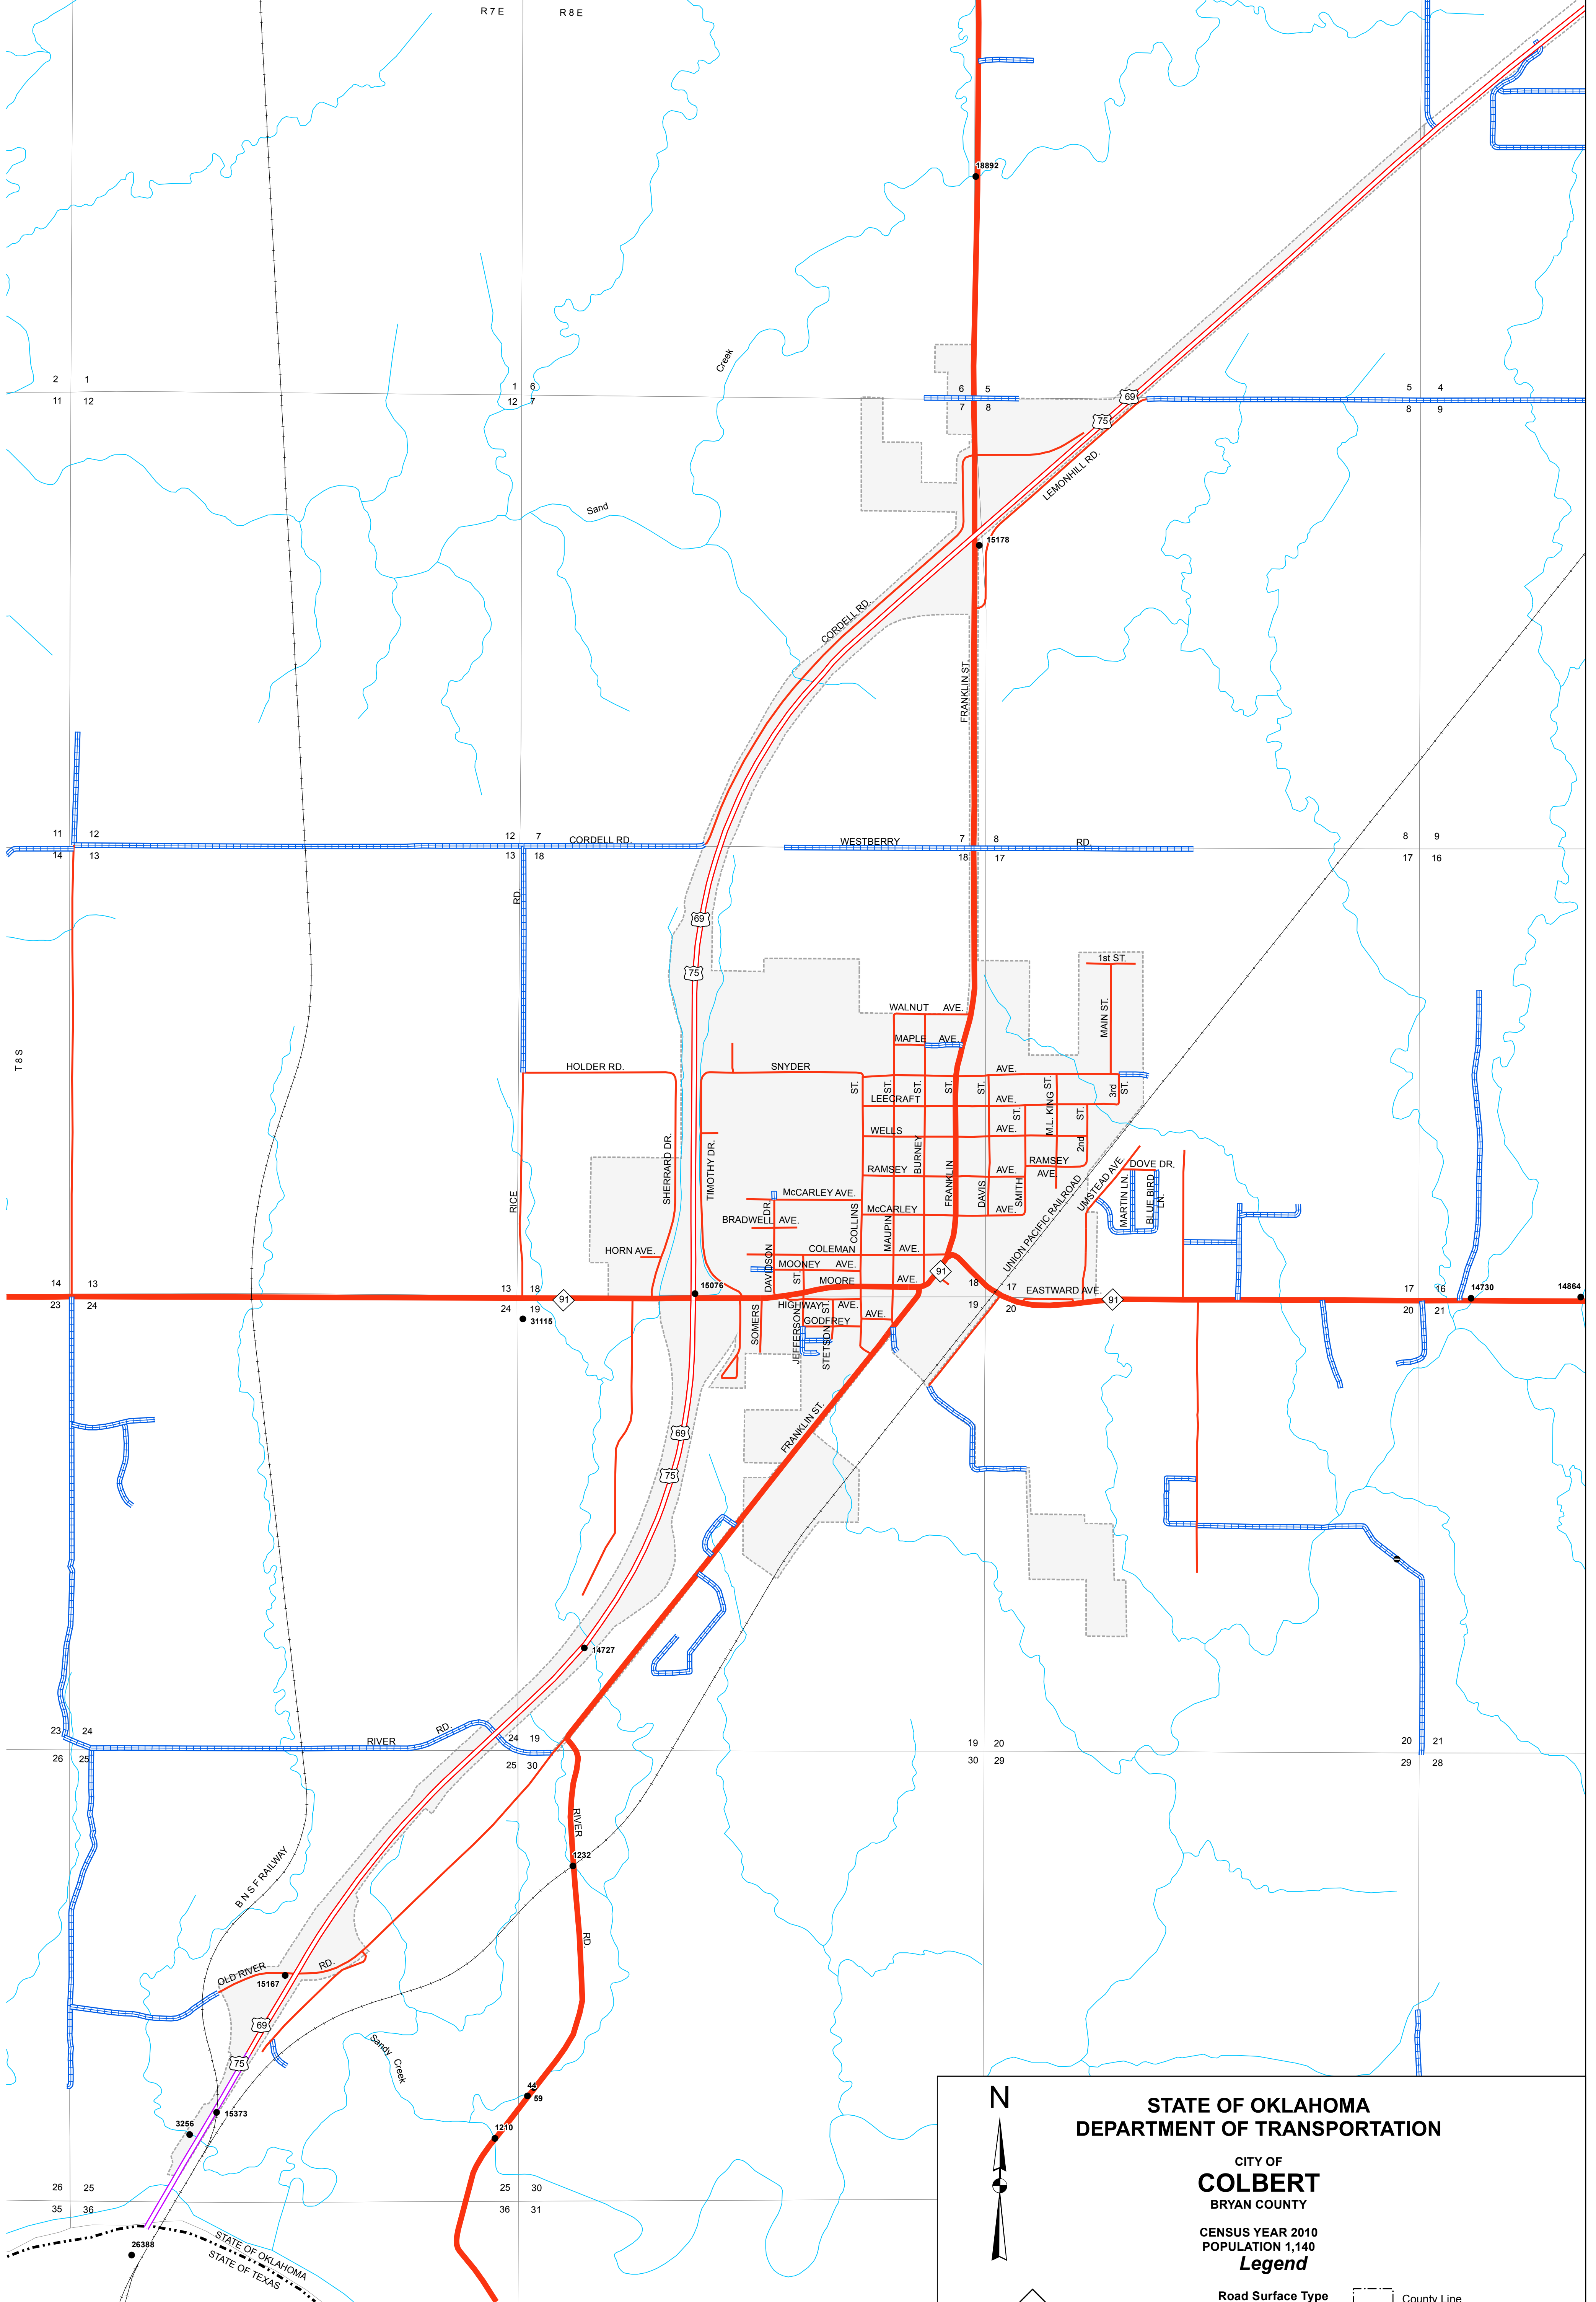 R 7 E
R 8 E
18892
Creek
2 1
11 12
1 6
12 7
6 5
7 8
5 4
8 9
69
75
LEMONHILL RD.
Sand
15178
CORDELL RD.
FRANKLIN ST.
11 12
14 13
12 7
13 18
CORDELL RD.
WESTBERRY
RD.
7 8
18 17
8 9
17 16
RD.
RICE
69
75
T 8 S
1st ST.
MAIN ST.
WALNUT AVE.
MAPLE AVE.
HOLDER RD.
SNYDER
AVE.
ST.
ST.
ST.
ST.
ST.
ST.
M.L. KING ST.
ST.
3rd
ST.
LEECRAFT
AVE.
WELLS
AVE.
2nd
RAMSEY
AVE.
RAMSEY
AVE.
SHERRARD DR.
TIMOTHY DR.
BURNEY
FRANKLIN
DAVIS
SMITH
COLLINS
MAUPIN
McCARLEY AVE.
McCARLEY
AVE.
BRADWELL AVE.
DAVIDSON DR.
HORN AVE.
COLEMAN
AVE.
MOONEY AVE.
ST.
MOORE
AVE.
UNION PACIFIC RAILROAD
UMSTEAD AVE.
DOVE DR.
MARTIN LN.
BLUE BIRD
LN.
91
EASTWARD AVE.
91
91
15076
14 13
23 24
13 18
24 19
31115
18 17
19 20
17 16
20 21
14730
14864
HIGHWAY AVE.
GODFREY
AVE.
SOMERS
JEFFERSON
STETSON ST.
FRANKLIN ST.
69
75
14727
23 24
26 25
RIVER
RD.
24 19
25 30
19 20
30 29
20 21
29 28
RIVER
1232
RD.
B N S F RAILWAY
OLD RIVER
RD.
15167
69
75
Sandy Creek
44
59
1210
15373
3256
26 25
35 36
25 30
36 31
26388
STATE OF OKLAHOMA
STATE OF TEXAS
N
STATE OF OKLAHOMA
DEPARTMENT OF TRANSPORTATION
CITY OF
COLBERT
BRYAN COUNTY
CENSUS YEAR 2010
POPULATION 1,140
Legend
Road Surface Type
County Line